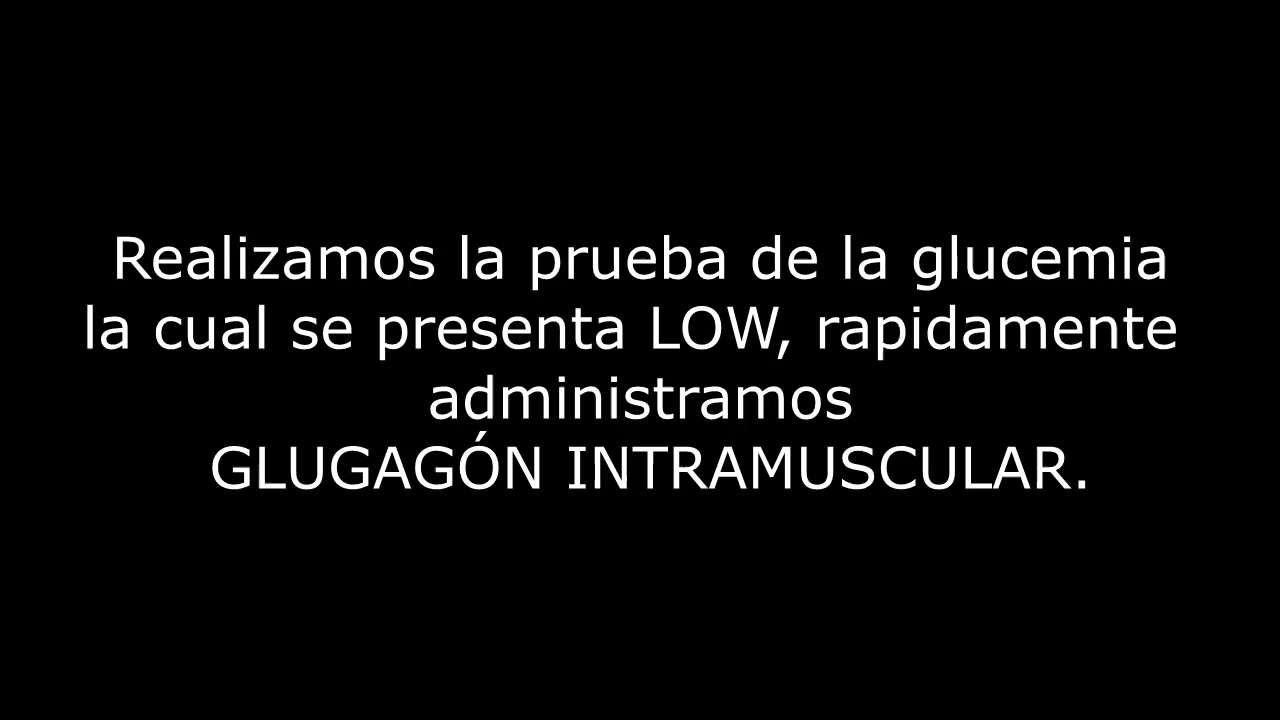 Realizamos la prueba de la glucemia
la cual se presenta LOW, rapidamente
administramos
GLUGAGÓN INTRAMUSCULAR.